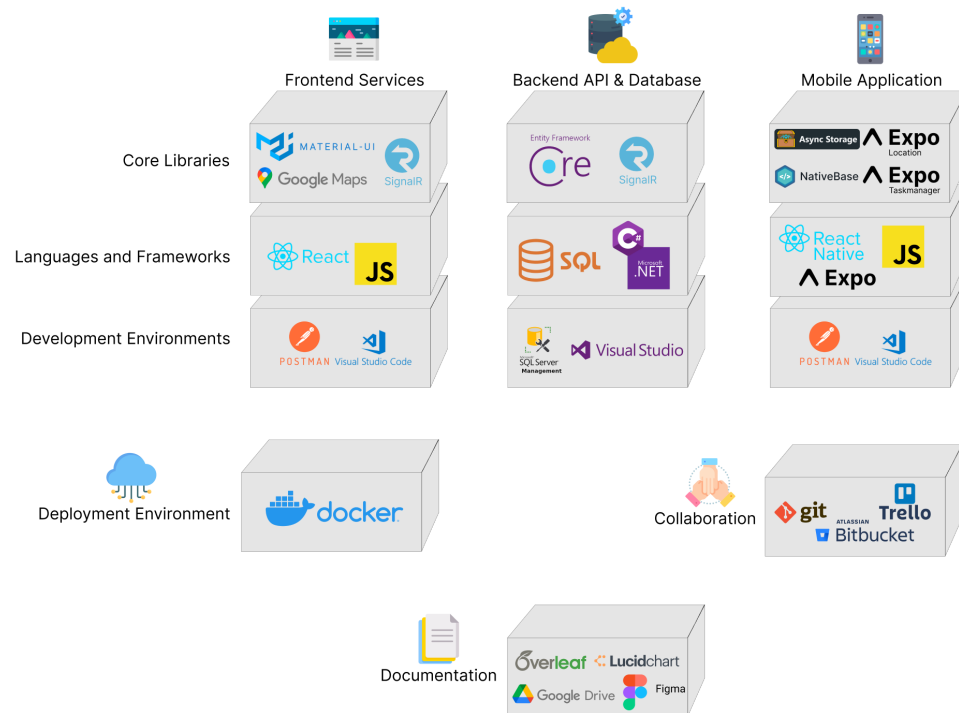 Frontend Services
Backend API & Database
Mobile Application
Core Libraries
MATERIAL-UI
Google Maps
SignalR
Entity Framework
Core
SignalR
Async Storage
Expo
Location
NativeBase
Expo
Taskmanager
Languages and Frameworks
React
JS
SQL
C#
Microsoft
.NET
React
Native
JS
Expo
Development Environments
POSTMAN
Visual Studio Code
SQL Server
Management
Visual Studio
POSTMAN
Visual Studio Code
Deployment Environment
docker
Collaboration
git
Trello
ATLASSIAN
Bitbucket
Documentation
Overleaf
Lucidchart
Google Drive
Figma